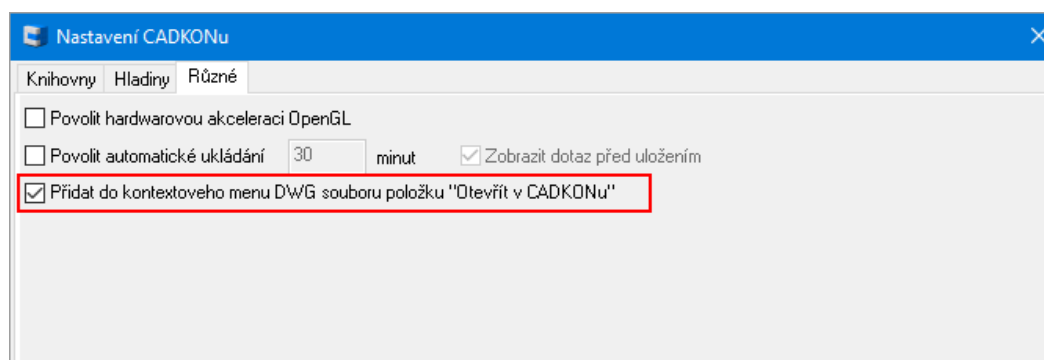 Nastavení CADKONu
Knihovny Hladiny Různé
Povolit hardwarovou akceleraci OpenGL
Povolit automatické ukládání 30 minut Zobrazit dotaz před uložením
Přidat do kontextoveho menu DWG souboru položku "Otevřít v CADKONu"